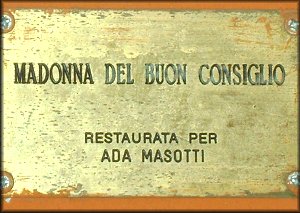 MADONNA DEL BUON CONSIGLIO
RESTAURATA PER
ADA MASOTTI